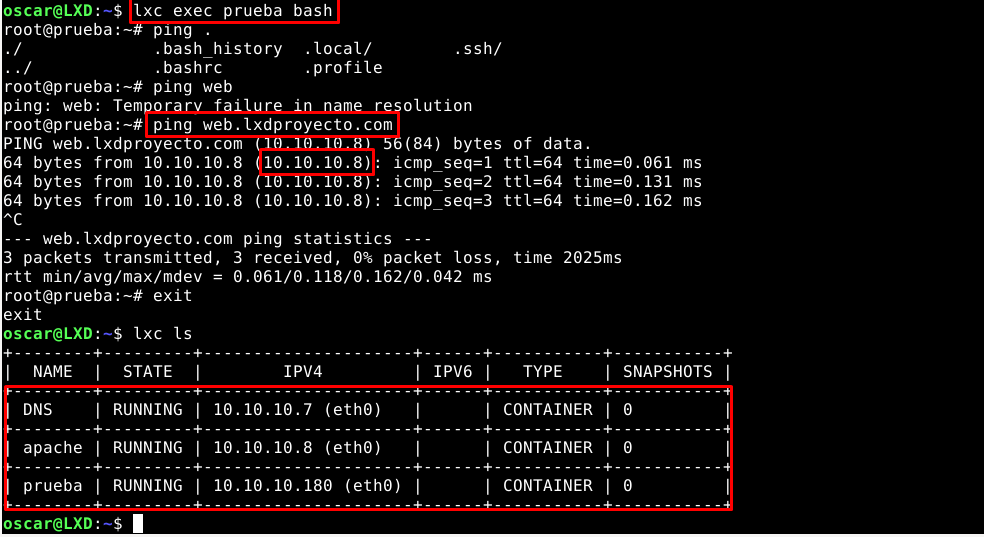 oscar@LXD:~$ lxc exec prueba bash
root@prueba:~# ping .
./             .bash_history  .local/        .ssh/
../            .bashrc        .profile
root@prueba:~# ping web
ping: web: Temporary failure in name resolution
root@prueba:~# ping web.lxdproyecto.com
PING web.lxdproyecto.com (10.10.10.8) 56(84) bytes of data.
64 bytes from 10.10.10.8 (10.10.10.8): icmp_seq=1 ttl=64 time=0.061 ms
64 bytes from 10.10.10.8 (10.10.10.8): icmp_seq=2 ttl=64 time=0.131 ms
64 bytes from 10.10.10.8 (10.10.10.8): icmp_seq=3 ttl=64 time=0.162 ms
^C
--- web.lxdproyecto.com ping statistics ---
3 packets transmitted, 3 received, 0% packet loss, time 2025ms
rtt min/avg/max/mdev = 0.061/0.118/0.162/0.042 ms
root@prueba:~# exit
exit
oscar@LXD:~$ lxc ls
+--------+---------+---------------------+------+-----------+-----------+
|  NAME  |  STATE  |        IPV4         | IPV6 |   TYPE    | SNAPSHOTS |
+--------+---------+---------------------+------+-----------+-----------+
| DNS    | RUNNING | 10.10.10.7 (eth0)   |      | CONTAINER | 0         |
+--------+---------+---------------------+------+-----------+-----------+
| apache | RUNNING | 10.10.10.8 (eth0)   |      | CONTAINER | 0         |
+--------+---------+---------------------+------+-----------+-----------+
| prueba | RUNNING | 10.10.10.180 (eth0) |      | CONTAINER | 0         |
+--------+---------+---------------------+------+-----------+-----------+
oscar@LXD:~$